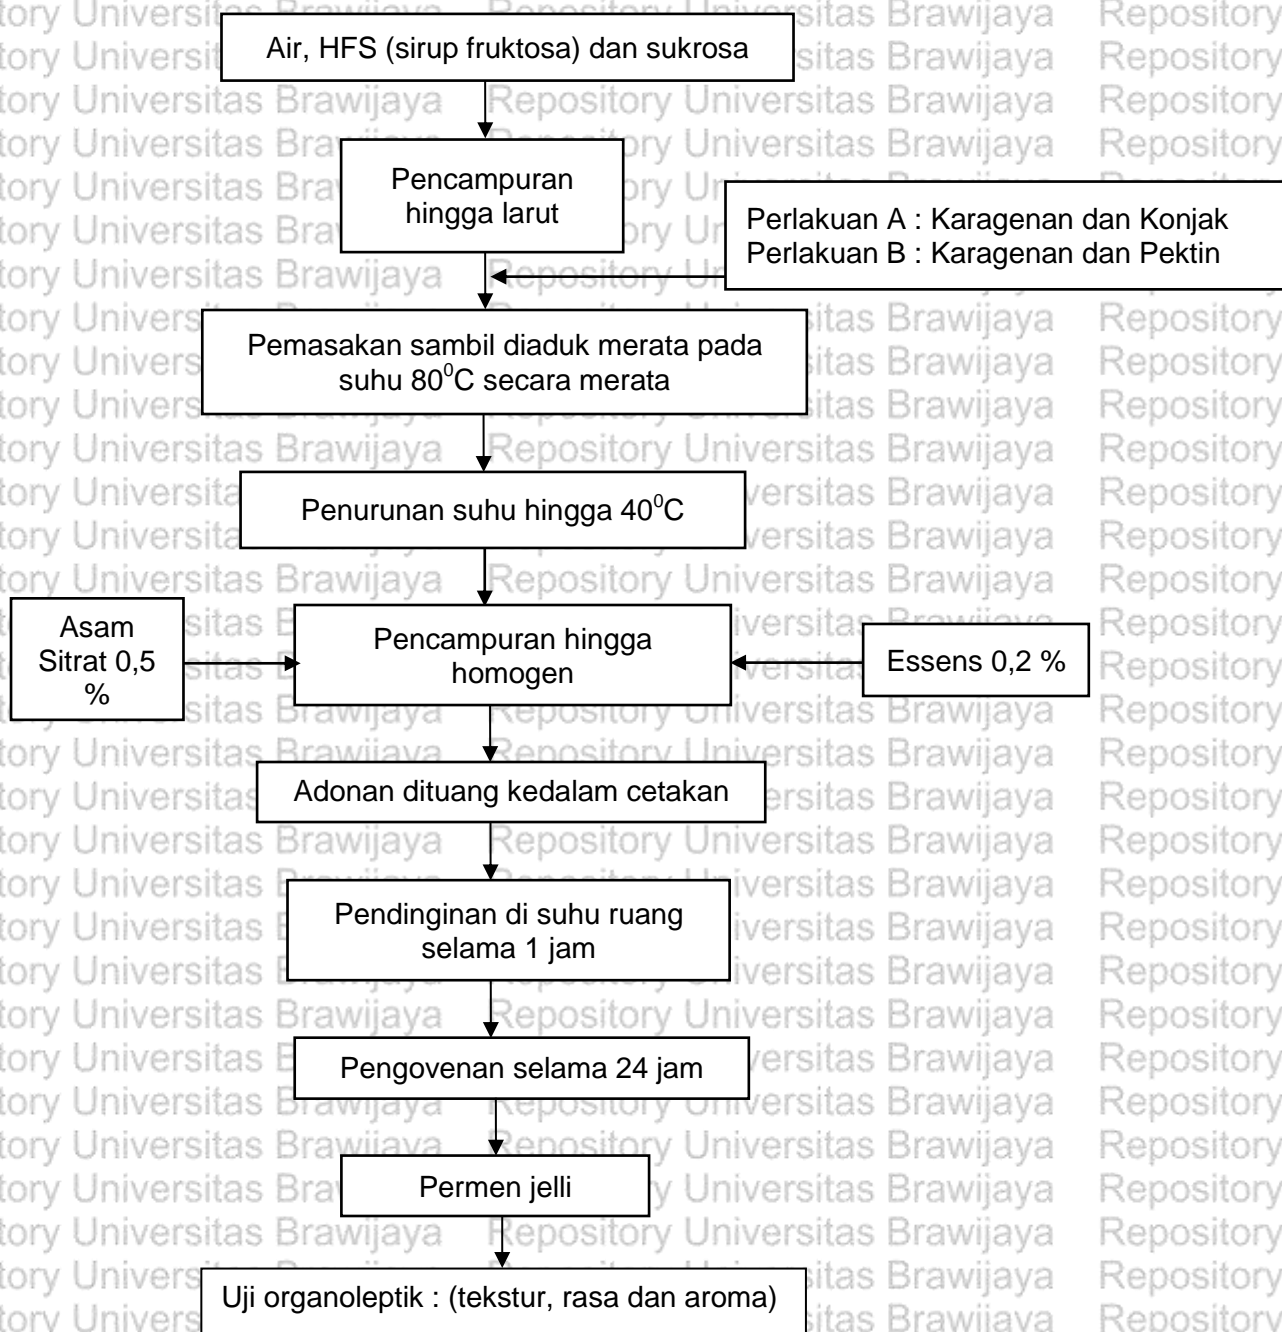 Air, HFS (sirup fruktosa) dan sukrosa
Pencampuran
hingga larut
Perlakuan A : Karagenan dan Konjak
Perlakuan B : Karagenan dan Pektin
Pemasakan sambil diaduk merata pada
suhu 80⁰C secara merata
Penurunan suhu hingga 40⁰C
Asam
Sitrat 0,5
%
Pencampuran hingga
homogen
Essens 0,2 %
Adonan dituang kedalam cetakan
Pendinginan di suhu ruang
selama 1 jam
Pengovenan selama 24 jam
Permen jelli
Uji organoleptik : (tekstur, rasa dan aroma)
Repository Universitas Brawijaya